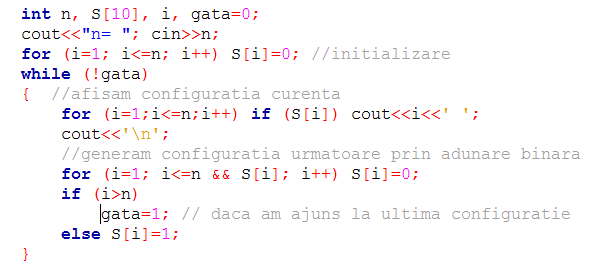 int n, S[10], i, gata=0;
cout<<"n= "; cin>>n;
for (i=1; i<=n; i++) S[i]=0; //initializare
while (!gata)
{  //afisam configuratia curenta
    for (i=1;i<=n;i++) if (S[i]) cout<<i<<' ';
    cout<<'\n';
    //generam configuratia urmatoare prin adunare binara
    for (i=1; i<=n && S[i]; i++) S[i]=0;
    if (i>n)
        gata=1; // daca am ajuns la ultima configuratie
    else S[i]=1;
}